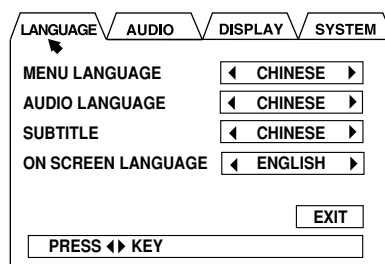 LANGUAGE AUDIO DISPLAY SYSTEM
MENU LANGUAGE ◀ CHINESE ▶
AUDIO LANGUAGE ◀ CHINESE ▶
SUBTITLE ◀ CHINESE ▶
ON SCREEN LANGUAGE ◀ ENGLISH ▶
EXIT
PRESS ◀▶ KEY